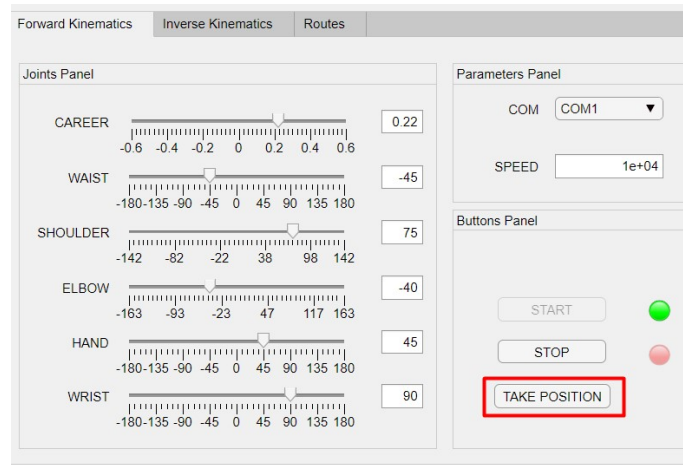 Forward Kinematics Inverse Kinematics Routes
Joints Panel
CAREER 0.22
-0.6 -0.4 -0.2 0 0.2 0.4 0.6
WAIST -45
-180-135 -90 -45 0 45 90 135 180
SHOULDER 75
-142 -82 -22 38 98 142
ELBOW -40
-163 -93 -23 47 117 163
HAND 45
-180-135 -90 -45 0 45 90 135 180
WRIST 90
-180-135 -90 -45 0 45 90 135 180
Parameters Panel
COM COM1
SPEED 1e+04
Buttons Panel
START
STOP
TAKE POSITION